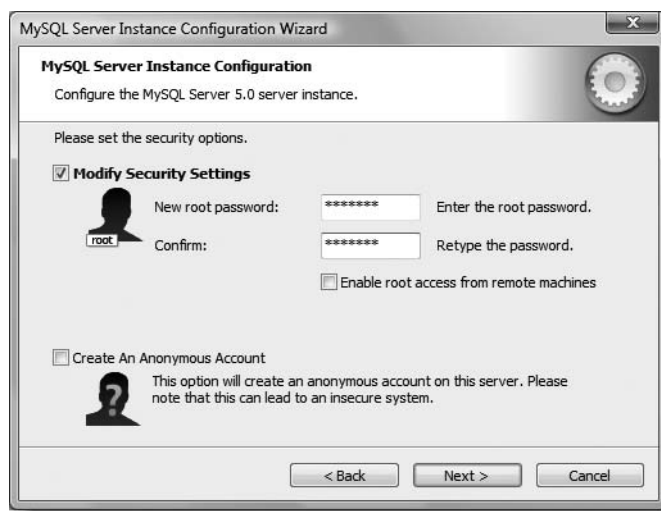 MySQL Server Instance Configuration Wizard
X
MySQL Server Instance Configuration
Configure the MySQL Server 5.0 server instance.
Please set the security options.
Modify Security Settings
root
New root password: ******* Enter the root password.
Confirm: ******* Retype the password.
Enable root access from remote machines
Create An Anonymous Account
?
This option will create an anonymous account on this server. Please
note that this can lead to an insecure system.
< Back Next > Cancel